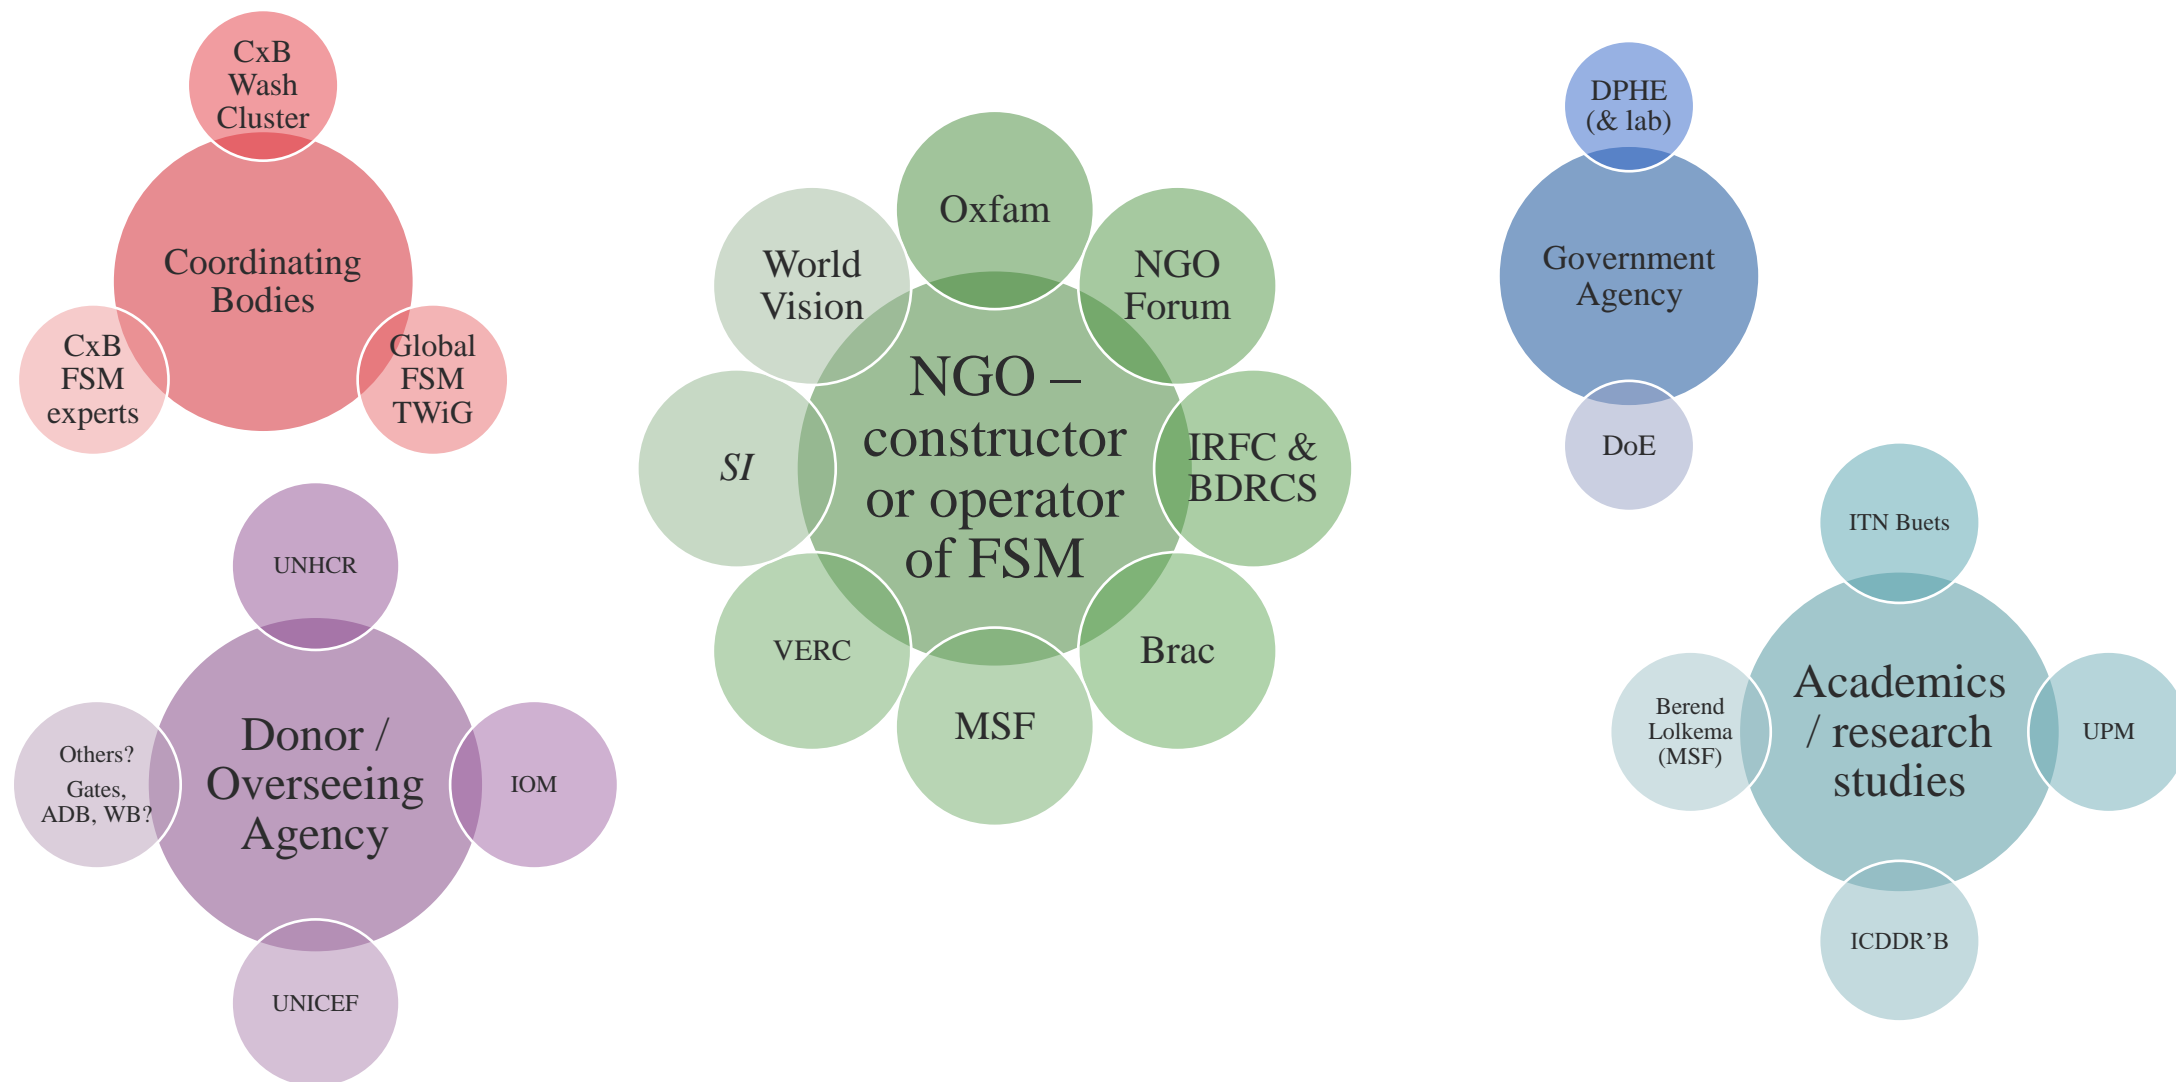 CxB
Wash
Cluster
Coordinating
Bodies
CxB
FSM
experts
Global
FSM
TWiG
Oxfam
NGO
Forum
IRFC &
BDRCS
Brac
MSF
VERC
SI
World
Vision
NGO –
constructor
or operator
of FSM
DPHE
(& lab)
Government
Agency
DoE
UNHCR
Donor /
Overseeing
Agency
IOM
UNICEF
Others?
Gates,
ADB, WB?
ITN Buets
Academics
/ research
studies
UPM
ICDDR’B
Berend
Lolkema
(MSF)